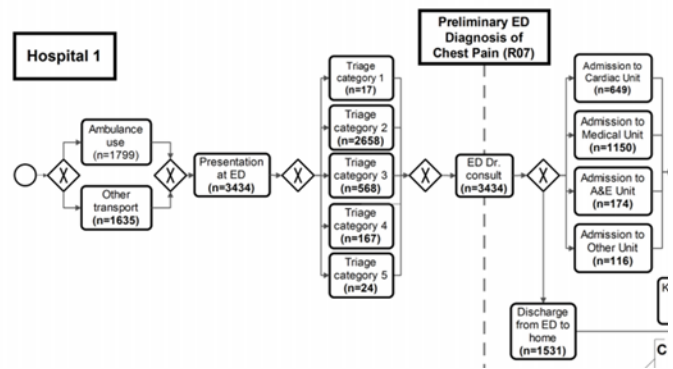 Hospital 1
Preliminary ED
Diagnosis of
Chest Pain (R07)
Ambulance
use
(n=1799)
Other
transport
(n=1635)
Presentation
at ED
(n=3434)
Triage
category 1
(n=17)
Triage
category 2
(n=2658)
Triage
category 3
(n=568)
Triage
category 4
(n=167)
Triage
category 5
(n=24)
ED Dr.
consult
(n=3434)
Admission to
Cardiac Unit
(n=649)
Admission to
Medical Unit
(n=1150)
Admission to
A&E Unit
(n=174)
Admission to
Other Unit
(n=116)
Discharge
from ED to
home
(n=1531)
K
C